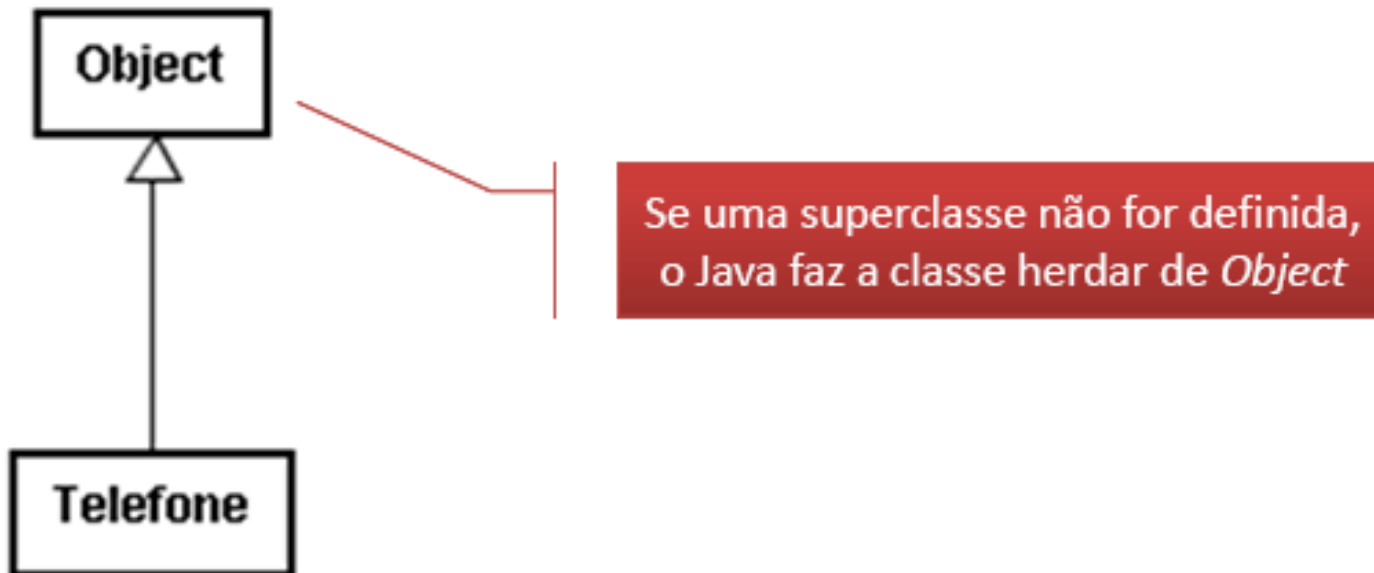 Object
Se uma superclasse não for definida,
o Java faz a classe herdar de Object
Telefone